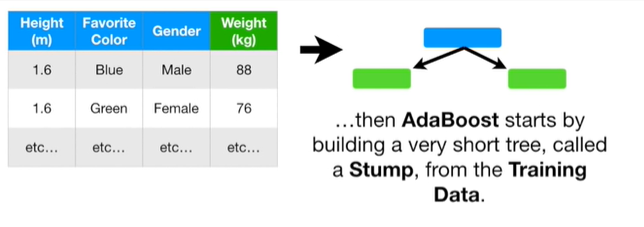 Height Favorite Gender Weight
(m) Color (kg)
1.6 Blue Male 88
1.6 Green Female 76
etc... etc... etc... etc...
...then AdaBoost starts by
building a very short tree, called
a Stump, from the Training
Data.